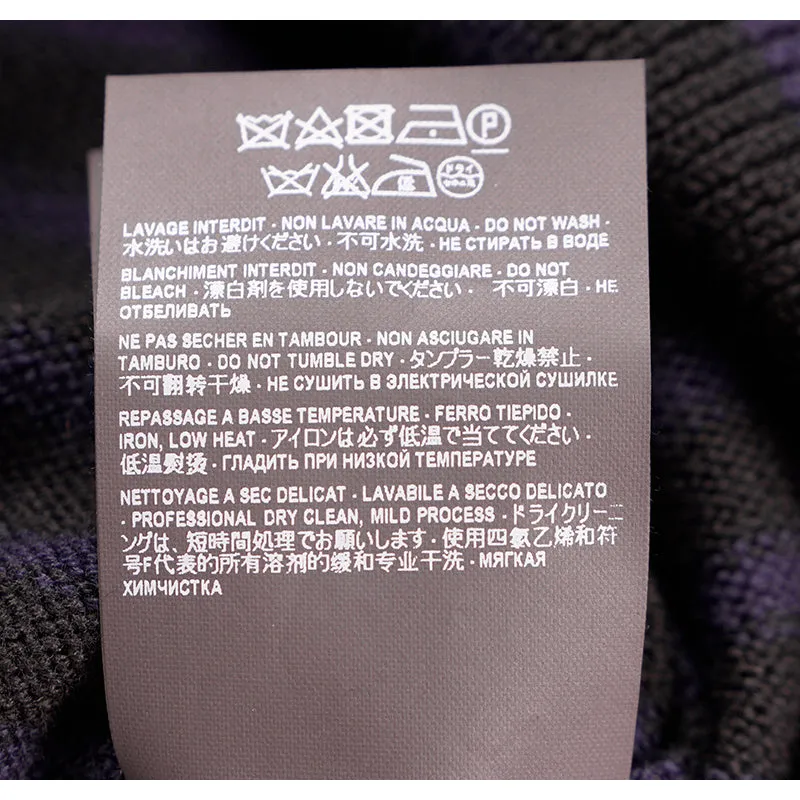 P
低 ドライ
LAVAGE INTERDIT · NON LAVARE IN ACQUA · DO NOT WASH ·
水洗いはお避けください · 不可水洗 · НЕ СТИРАТЬ В ВОДЕ
BLANCHIMENT INTERDIT · NON CANDEGGIARE · DO NOT
BLEACH · 漂白剤を使用しないでください · 不可漂白 · НЕ
ОТБЕЛИВАТЬ
NE PAS SECHER EN TAMBOUR · NON ASCIUGARE IN
TAMBURO · DO NOT TUMBLE DRY · タンブラー乾燥禁止 ·
不可翻转干燥 · НЕ СУШИТЬ В ЭЛЕКТРИЧЕСКОЙ СУШИЛКЕ
REPASSAGE A BASSE TEMPERATURE · FERRO TIEPIDO ·
IRON, LOW HEAT · アイロンは必ず低温で当ててください ·
低温熨烫 · ГЛАДИТЬ ПРИ НИЗКОЙ ТЕМПЕРАТУРЕ
NETTOYAGE A SEC DELICAT · LAVABILE A SECCO DELICATO
· PROFESSIONAL DRY CLEAN, MILD PROCESS · ドライクリーニ
ングは、短時間処理でお願いします · 使用四氯乙烯和符
号F代表的所有溶剂的缓和专业干洗 · МЯГКАЯ
ХИМЧИСТКА